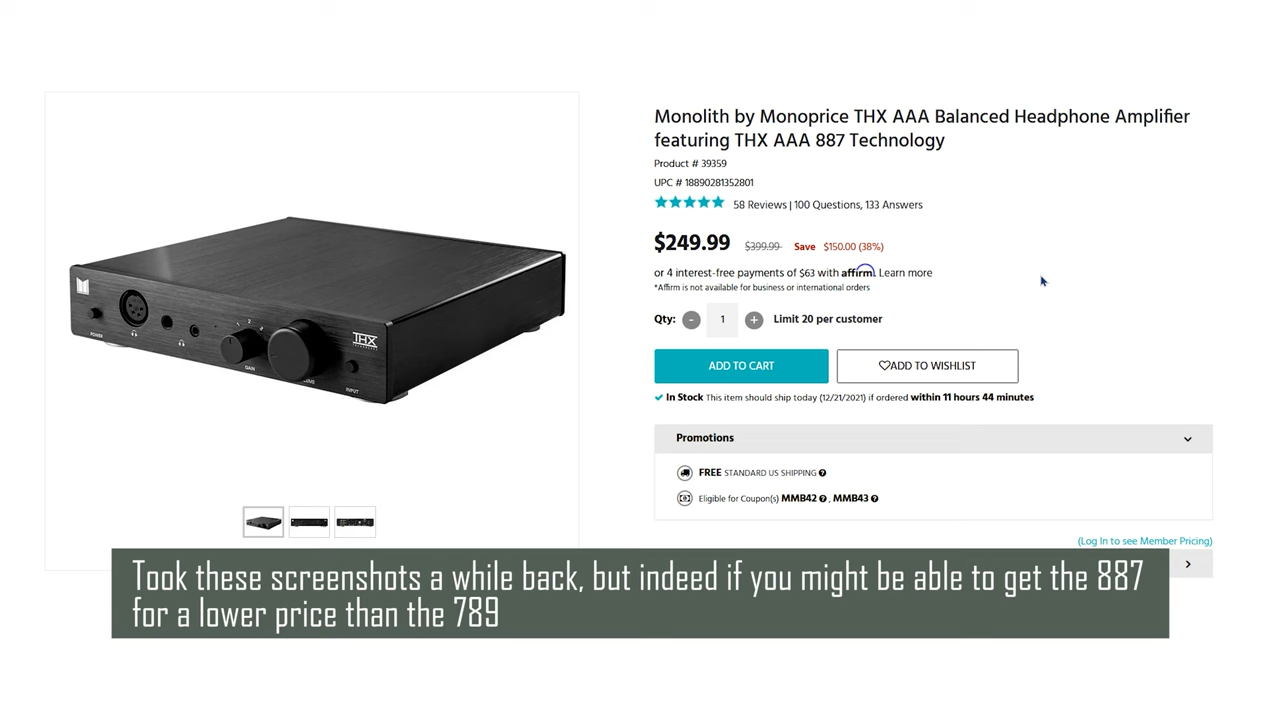 Monolith by Monoprice THX AAA Balanced Headphone Amplifier
featuring THX AAA 887 Technology
Product # 39359
UPC # 18890281352801
58 Reviews | 100 Questions, 133 Answers
$249.99 $399.99 Save $150.00 (38%)
or 4 interest-free payments of $63 with affirm. Learn more
*Affirm is not available for business or international orders
Qty: - 1 + Limit 20 per customer
ADD TO CART ADD TO WISHLIST
In Stock This item should ship today (12/21/2021) if ordered within 11 hours 44 minutes
Promotions
FREE STANDARD US SHIPPING
Eligible for Coupon(s) MMB42, MMB43
(Log In to see Member Pricing)
POWER
GAIN
INPUT
THX
Took these screenshots a while back, but indeed if you might be able to get the 887
for a lower price than the 789